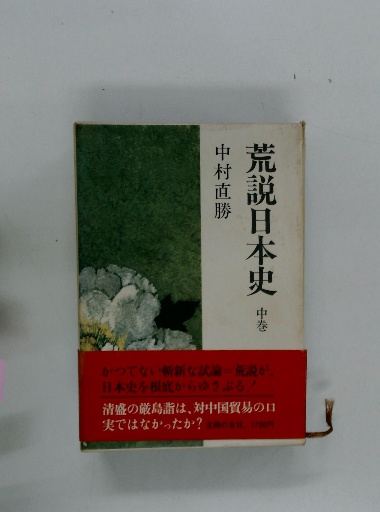 荒説日本史
中巻
中村直勝
かつてない斬新な試論=荒説が、
日本史を根底からゆさぶる!
清盛の厳島詣は、対中国貿易の口
実ではなかったか?